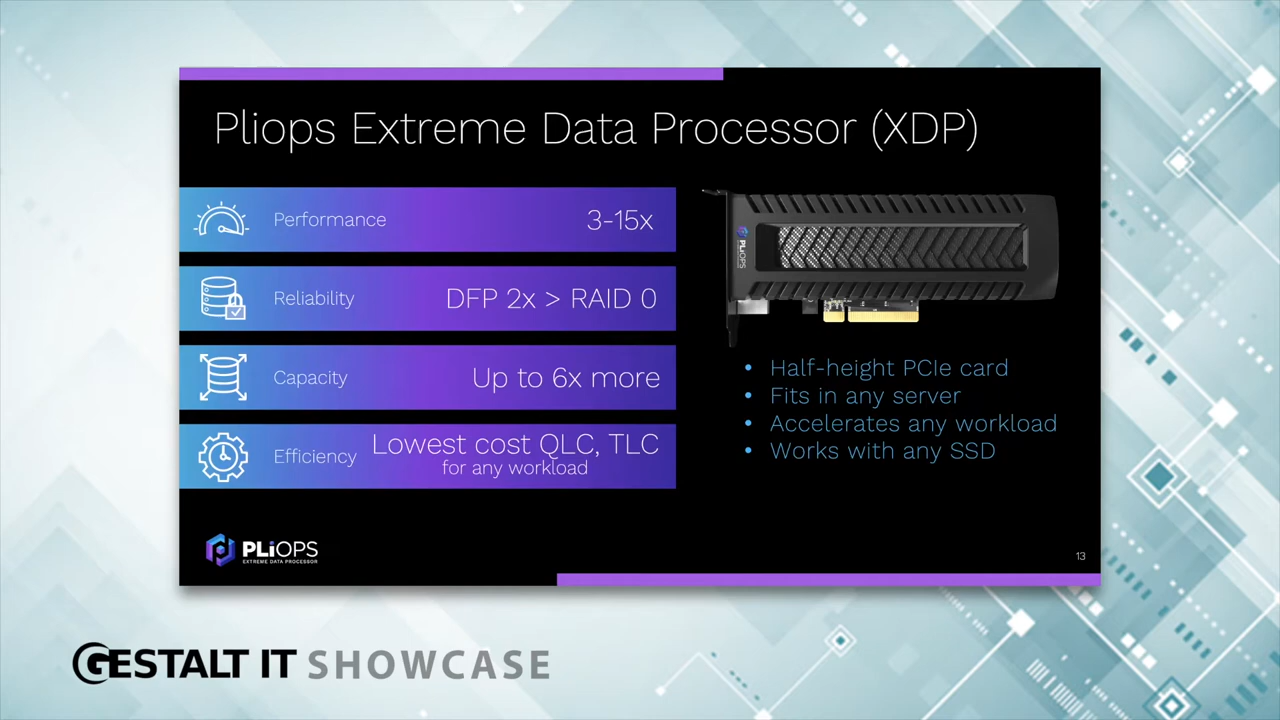 Pliops Extreme Data Processor (XDP)
Performance 3-15x
Reliability DFP 2x > RAID 0
Capacity Up to 6x more
Efficiency Lowest cost QLC, TLC
for any workload
PLiOPS
• Half-height PCIe card
• Fits in any server
• Accelerates any workload
• Works with any SSD
PLiOPS
EXTREME DATA PROCESSOR
13
GESTALT IT SHOWCASE